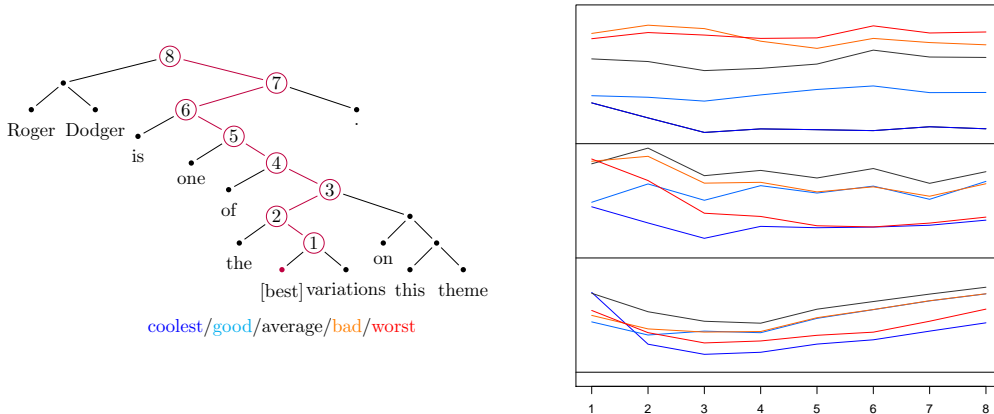 8
7
6
Roger Dodger .
is
5
one
4
of
3
2
the
1
on
[best] variations this theme
coolest/good/average/bad/worst
1 2 3 4 5 6 7 8